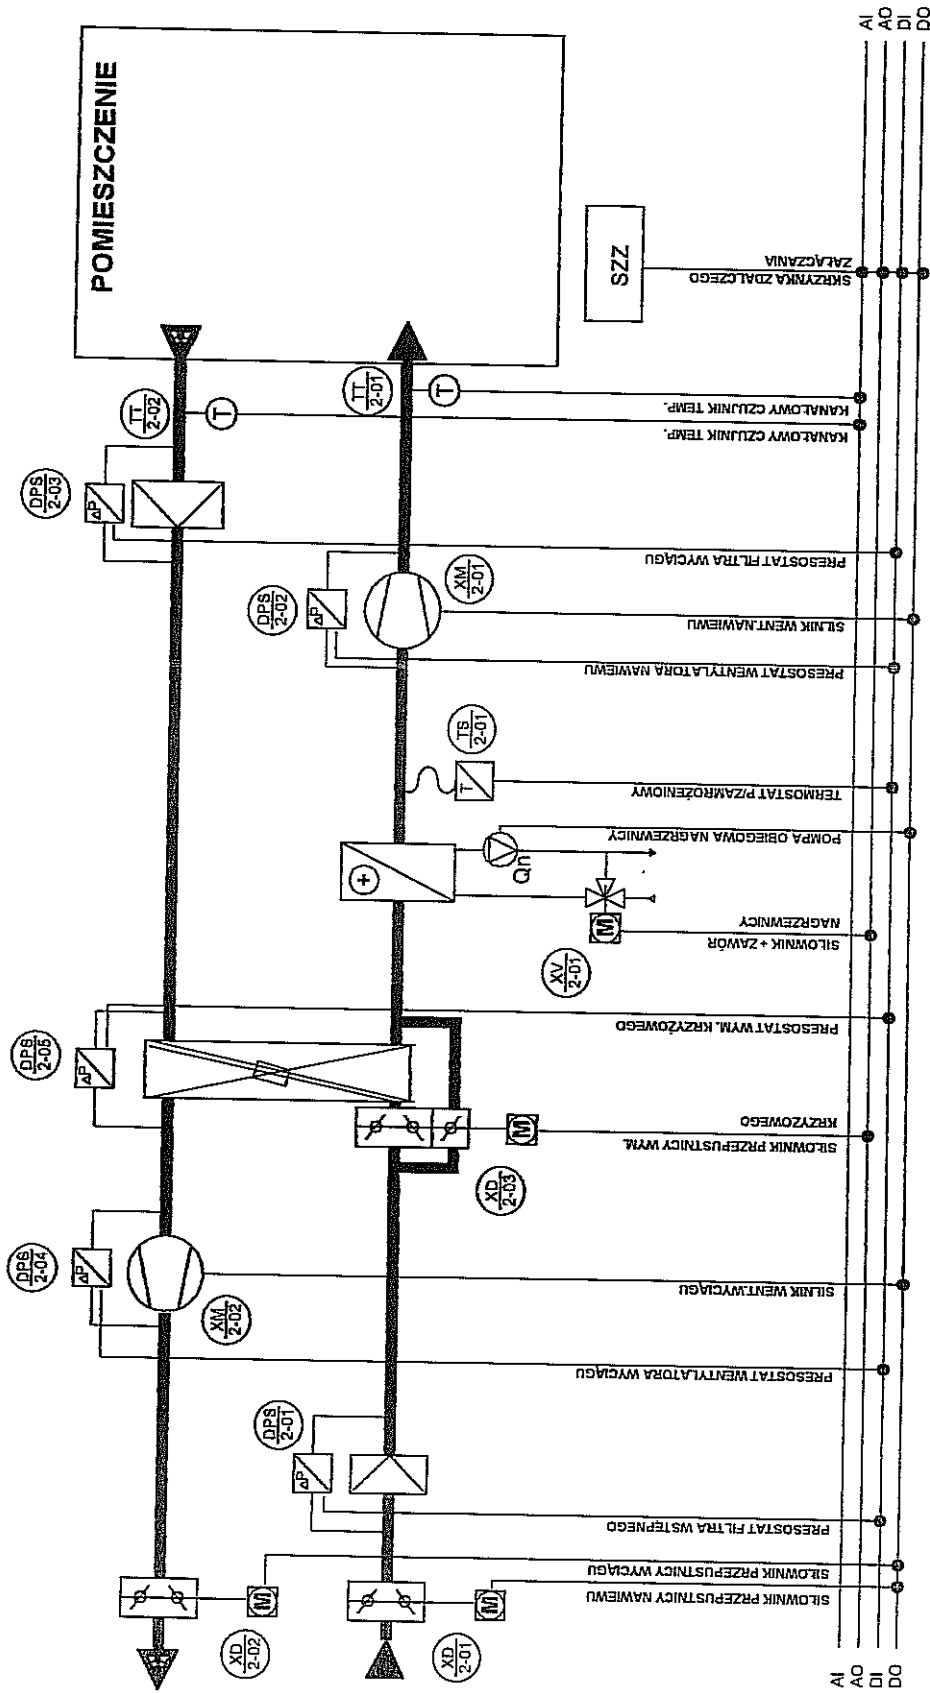 POMIESZCZENIE
SZZ
TT
2-02
TT
2-01
T
T
DPS
2-03
ΔP
DPS
2-02
ΔP
XM
2-01
TS
2-01
T
+
Qn
M
XV
2-01
DPS
2-05
ΔP
M
XD
2-03
DPS
2-04
ΔP
XM
2-02
DPS
2-01
ΔP
M
XD
2-02
M
XD
2-01
SKRZYNKA ZDALCZEGO
ZAŁĄCZANIA
KANAŁOWY CZUJNIK TEMP.
KANAŁOWY CZUJNIK TEMP.
PRESOSTAT FILTRA WYCIĄGU
SILNIK WENT.NAWIEWU
PRESOSTAT WENTYLATORA NAWIEWU
TERMOSTAT P/ZAMROŻENIOWY
POMPA OBIEGOWA NAGRZEWNICY
SIŁOWNIK + ZAWÓR
NAGRZEWNICY
PRESOSTAT WYM. KRZYŻOWEGO
SIŁOWNIK PRZEPUSTNICY WYM.
KRZYŻOWEGO
SILNIK WENT.WYCIĄGU
PRESOSTAT WENTYLATORA WYCIĄGU
PRESOSTAT FILTRA WSTĘPNEGO
SIŁOWNIK PRZEPUSTNICY WYCIĄGU
SIŁOWNIK PRZEPUSTNICY NAWIEWU
AI
AO
DI
DO
AI
AO
DI
DO